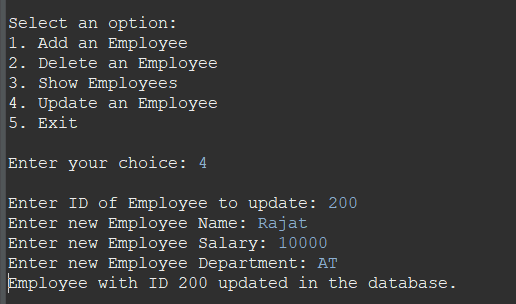 Select an option:
1. Add an Employee
2. Delete an Employee
3. Show Employees
4. Update an Employee
5. Exit
Enter your choice: 4
Enter ID of Employee to update: 200
Enter new Employee Name: Rajat
Enter new Employee Salary: 10000
Enter new Employee Department: AT
Employee with ID 200 updated in the database.